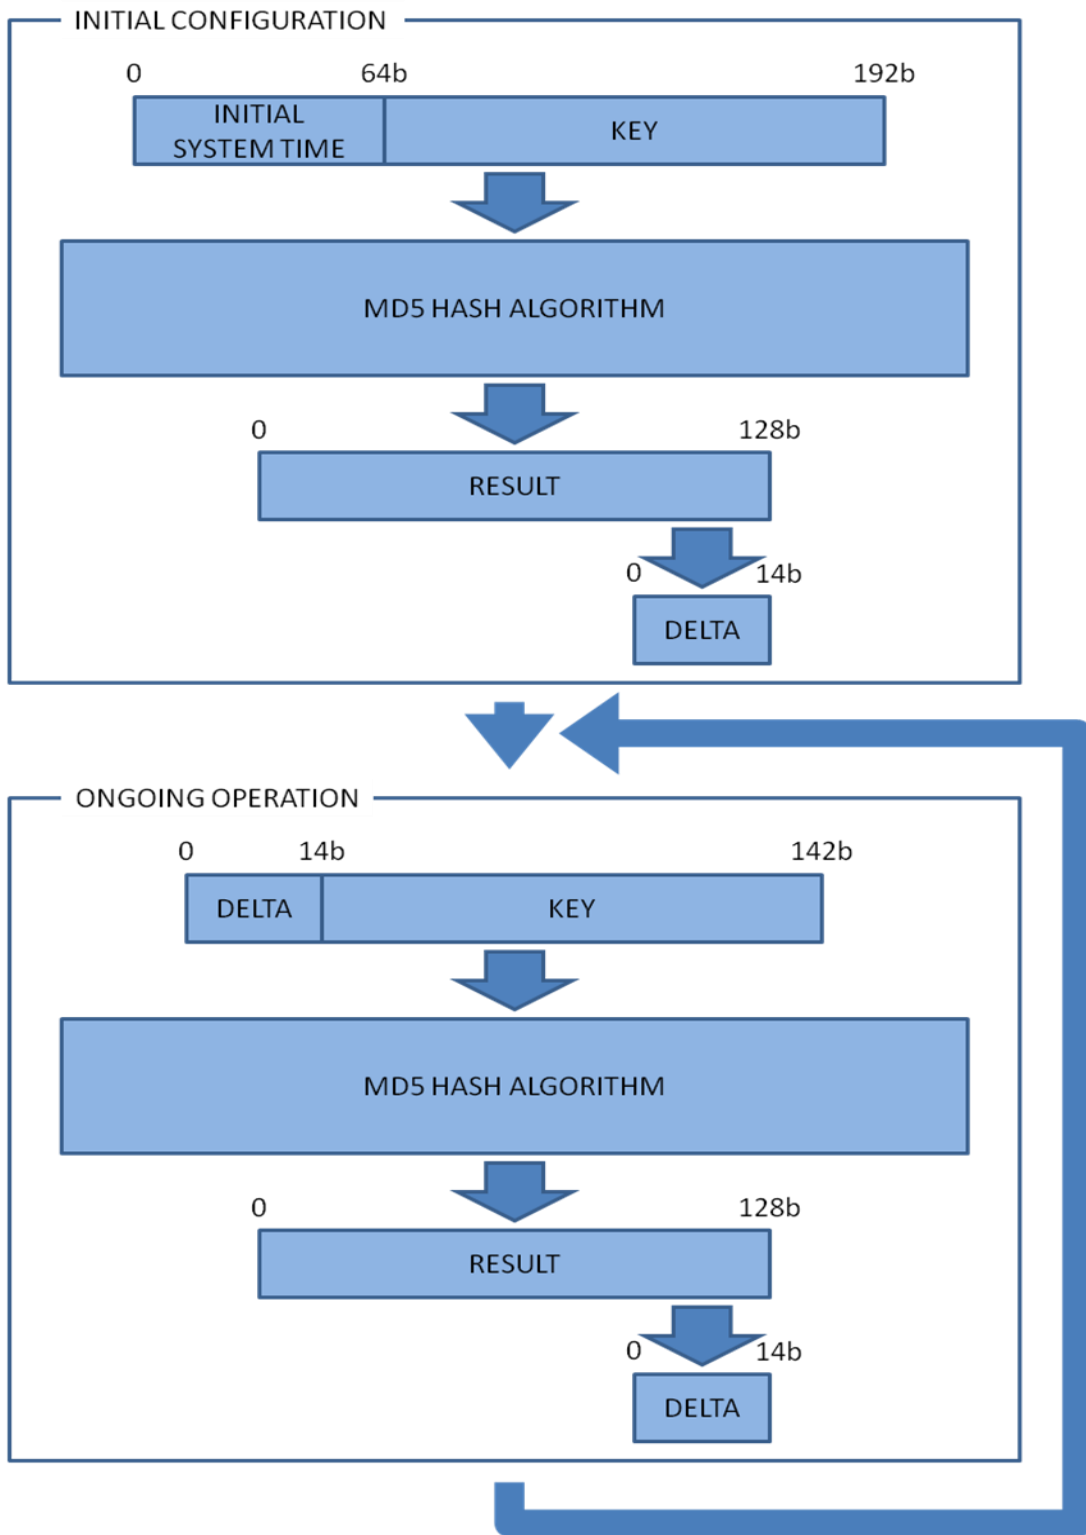 INITIAL CONFIGURATION
0 64b 192b
INITIAL
SYSTEM TIME
KEY
MD5 HASH ALGORITHM
0 128b
RESULT
0 14b
DELTA
ONGOING OPERATION
0 14b 142b
DELTA KEY
MD5 HASH ALGORITHM
0 128b
RESULT
0 14b
DELTA